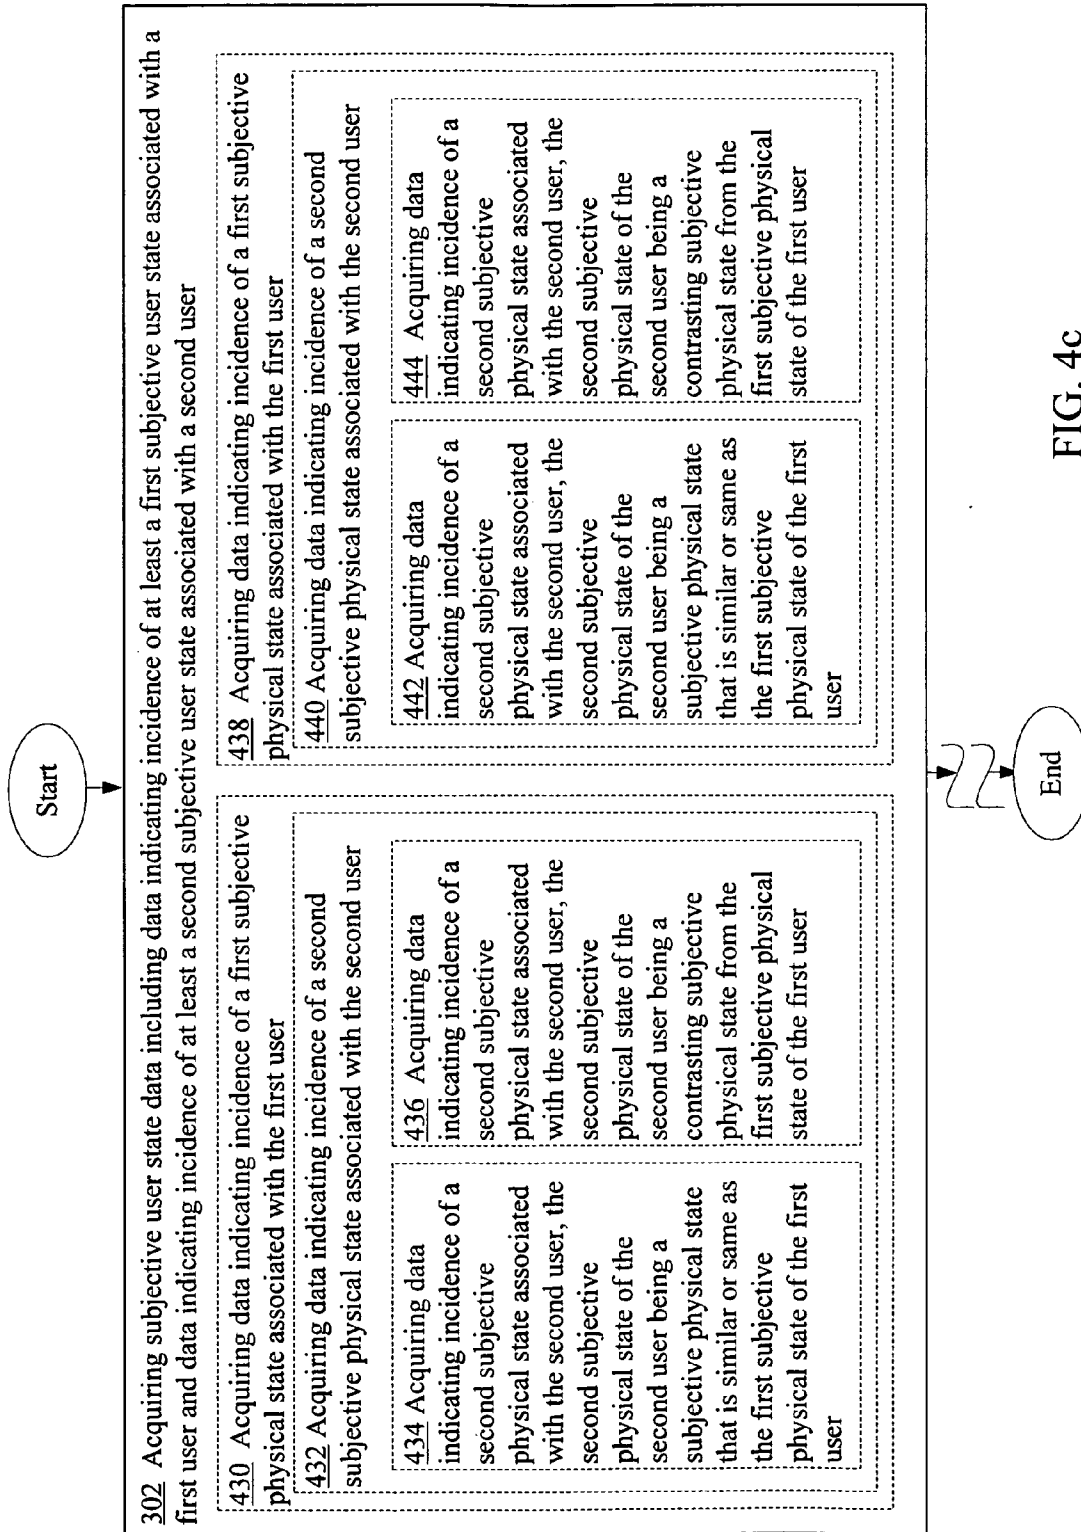 Start
302 Acquiring subjective user state data including data indicating incidence of at least a first subjective user state associated with a
first user and data indicating incidence of at least a second subjective user state associated with a second user
430 Acquiring data indicating incidence of a first subjective
physical state associated with the first user
432 Acquiring data indicating incidence of a second
subjective physical state associated with the second user
434 Acquiring data
indicating incidence of a
second subjective
physical state associated
with the second user, the
second subjective
physical state of the
second user being a
subjective physical state
that is similar or same as
the first subjective
physical state of the first
user
436 Acquiring data
indicating incidence of a
second subjective
physical state associated
with the second user, the
second subjective
physical state of the
second user being a
contrasting subjective
physical state from the
first subjective physical
state of the first user
438 Acquiring data indicating incidence of a first subjective
physical state associated with the first user
440 Acquiring data indicating incidence of a second
subjective physical state associated with the second user
442 Acquiring data
indicating incidence of a
second subjective
physical state associated
with the second user, the
second subjective
physical state of the
second user being a
subjective physical state
that is similar or same as
the first subjective
physical state of the first
user
444 Acquiring data
indicating incidence of a
second subjective
physical state associated
with the second user, the
second subjective
physical state of the
second user being a
contrasting subjective
physical state from the
first subjective physical
state of the first user
End
FIG. 4c